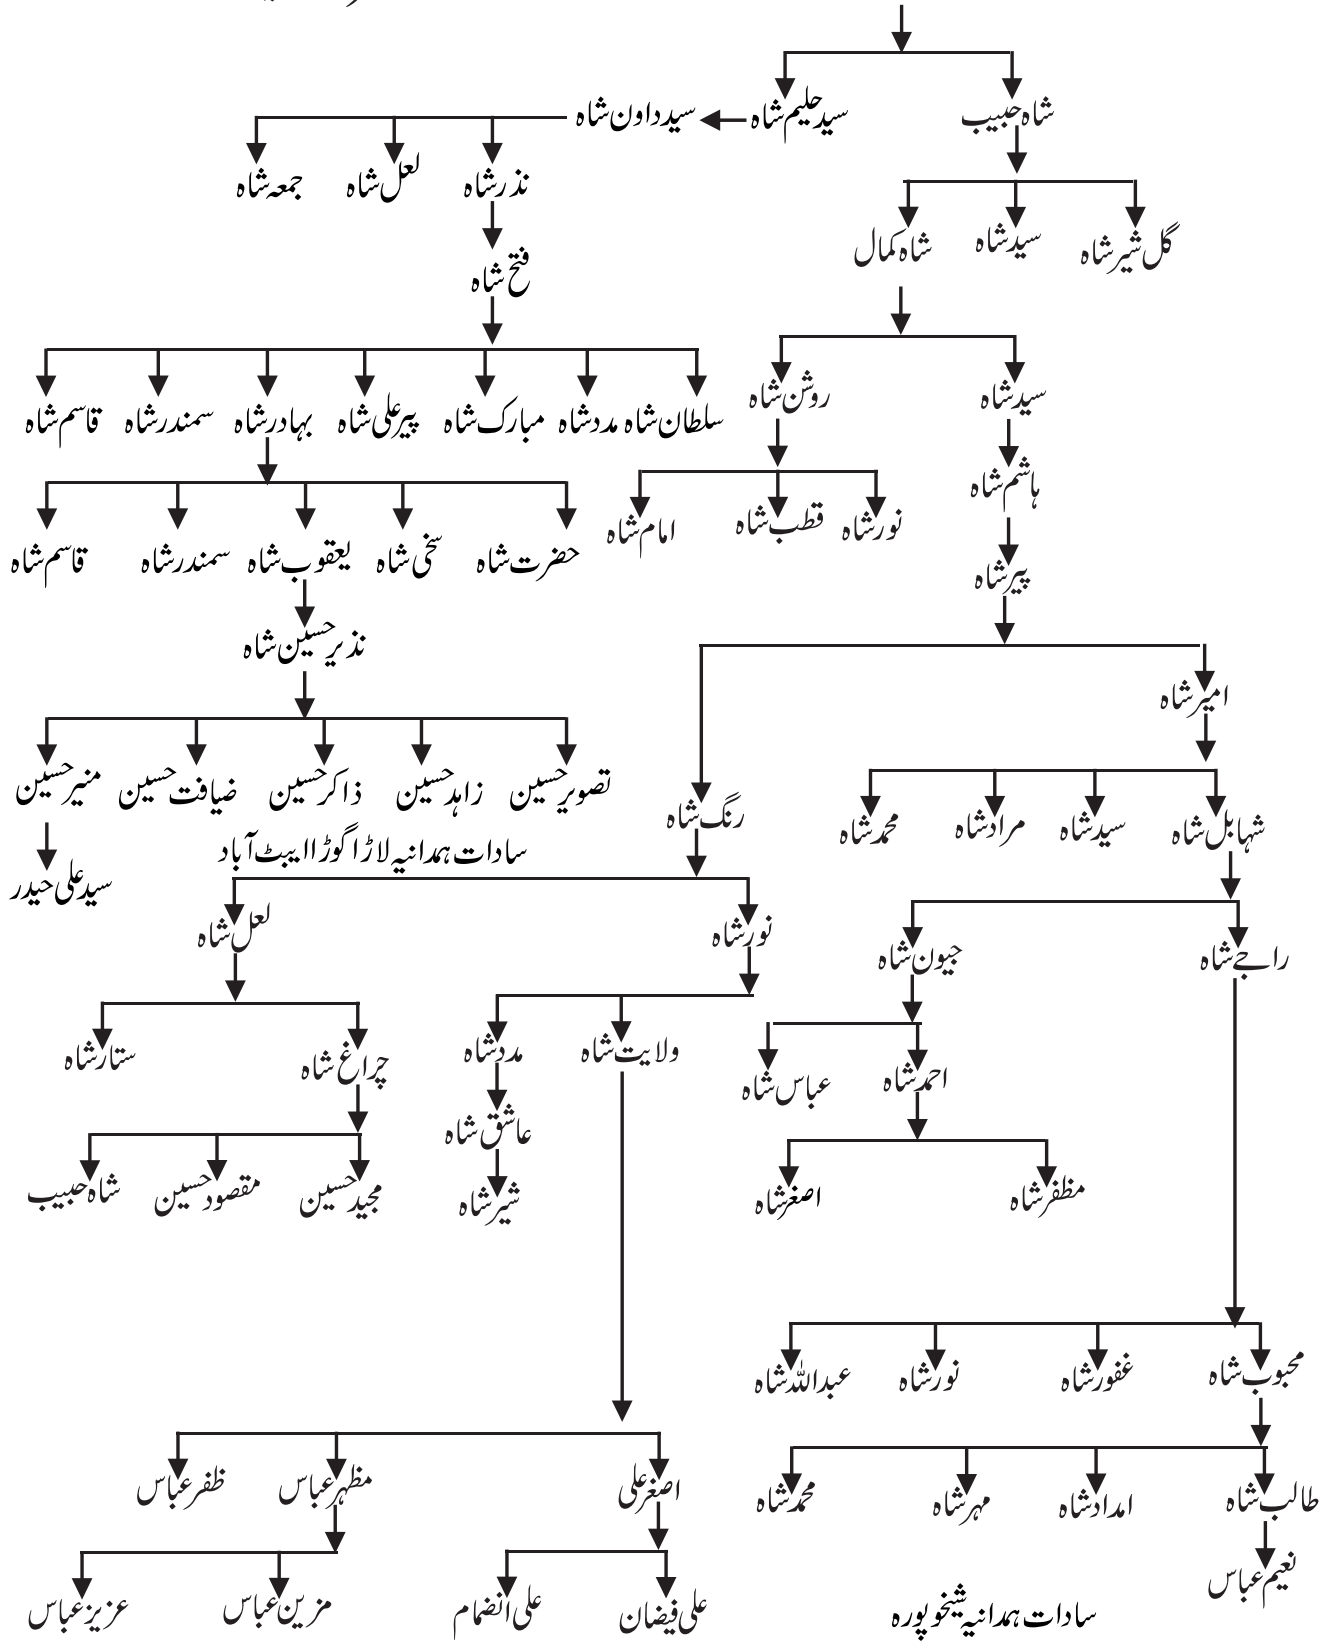 شاہ حبیب
سید حلیم شاہ
سید داون شاہ
نذر شاہ
لعل شاہ
جمعہ شاہ
گل شیر شاہ
سید شاہ
شاہ کمال
فتح شاہ
سید شاہ
روشن شاہ
سلطان شاہ
مدد شاہ
مبارک شاہ
پیر علی شاہ
بہادر شاہ
سمندر شاہ
قاسم شاہ
ہاشم شاہ
نور شاہ
قطب شاہ
امام شاہ
حضرت شاہ
سخی شاہ
یعقوب شاہ
سمندر شاہ
قاسم شاہ
پیر شاہ
نذیر حسین شاہ
امیر شاہ
تصویر حسین
زاہد حسین
ذاکر حسین
ضیافت حسین
منیر حسین
رنگ شاہ
شہابل شاہ
سید شاہ
مراد شاہ
محمد شاہ
سادات ہمدانیہ لاڑا گوڑا ایبٹ آباد
سید علی حیدر
نور شاہ
لعل شاہ
راجے شاہ
جیون شاہ
ولایت شاہ
مدد شاہ
چراغ شاہ
ستار شاہ
احمد شاہ
عباس شاہ
عاشق شاہ
شیر شاہ
مجید حسین
مقصود حسین
شاہ حبیب
مظفر شاہ
اصغر شاہ
محبوب شاہ
غفور شاہ
نور شاہ
عبداللہ شاہ
طالب شاہ
امداد شاہ
مہر شاہ
محمد شاہ
اصغر علی
مظہر عباس
ظفر عباس
نعیم عباس
علی فیضان
علی انضمام
مزین عباس
عزیز عباس
سادات ہمدانیہ شیخوپورہ